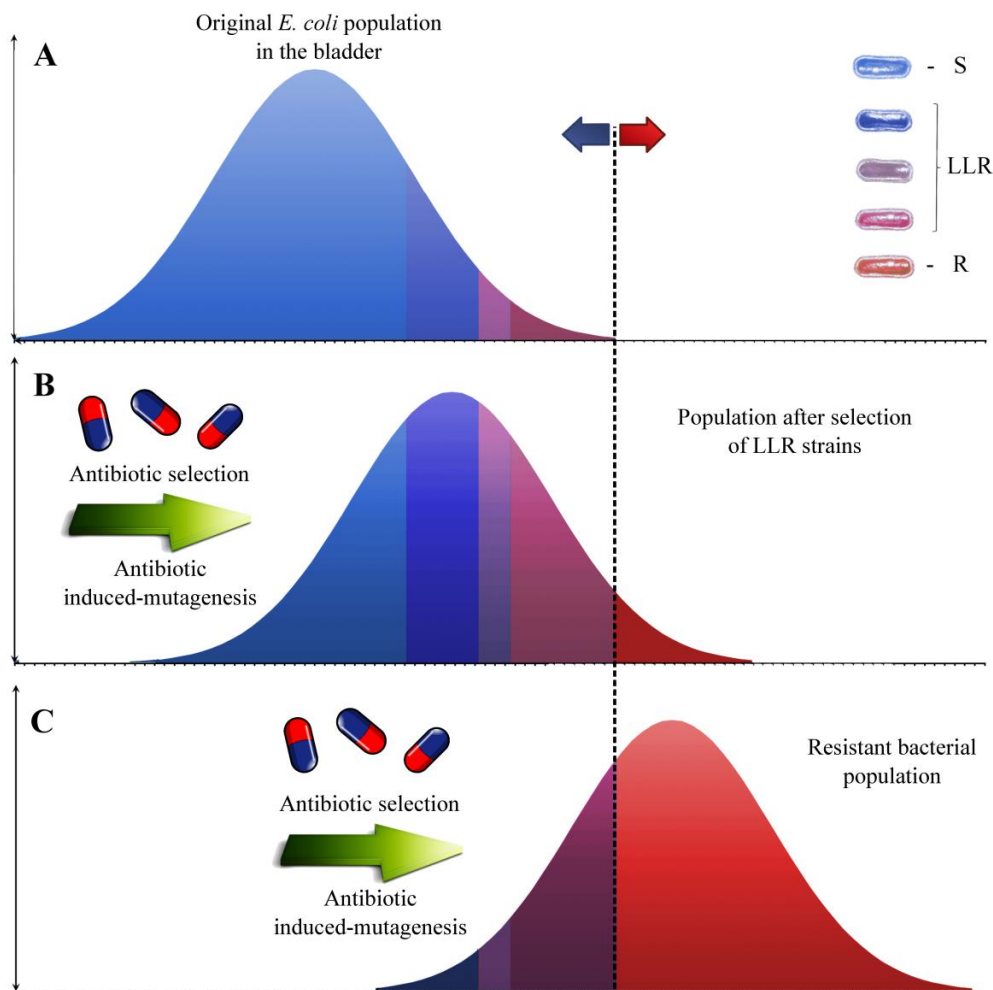 A
Original E. coli population
in the bladder
- S
LLR
- R
B
Antibiotic selection
Antibiotic
induced-mutagenesis
Population after selection
of LLR strains
C
Antibiotic selection
Antibiotic
induced-mutagenesis
Resistant bacterial
population